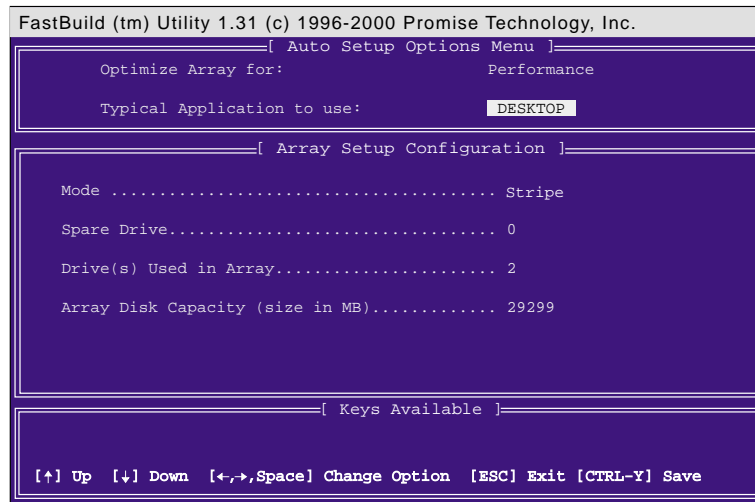 FastBuild (tm) Utility 1.31 (c) 1996-2000 Promise Technology, Inc.
[ Auto Setup Options Menu ]
Optimize Array for: Performance
Typical Application to use: DESKTOP
[ Array Setup Configuration ]
Mode ........................................ Stripe
Spare Drive.................................. 0
Drive(s) Used in Array....................... 2
Array Disk Capacity (size in MB)............. 29299
[ Keys Available ]
[↑] Up [↓] Down [←,→,Space] Change Option [ESC] Exit [CTRL-Y] Save